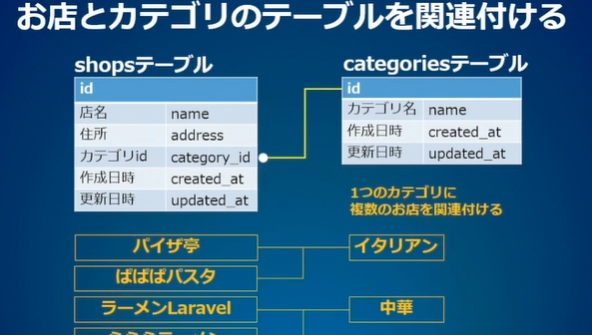 お店とカテゴリのテーブルを関連付ける
shopsテーブル
id
店名 name
住所 address
カテゴリid category_id
作成日時 created_at
更新日時 updated_at
categoriesテーブル
id
カテゴリ名 name
作成日時 created_at
更新日時 updated_at
1つのカテゴリに
複数のお店を関連付ける
パイザ亭 イタリアン
ぱぱぱパスタ
ラーメンLaravel 中華